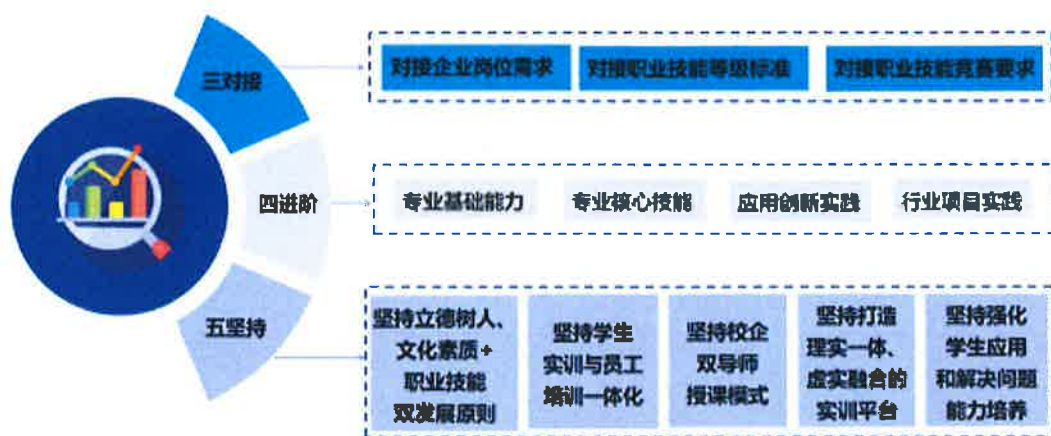 三对接
对接企业岗位需求
对接职业技能等级标准
对接职业技能竞赛要求
四进阶
专业基础能力
专业核心技能
应用创新实践
行业项目实践
五坚持
坚持立德树人、
文化素质+
职业技能
双发展原则
坚持学生
实训与员工
培训一体化
坚持校企
双导师
授课模式
坚持打造
理实一体、
虚实融合的
实训平台
坚持强化
学生应用
和解决问题
能力培养